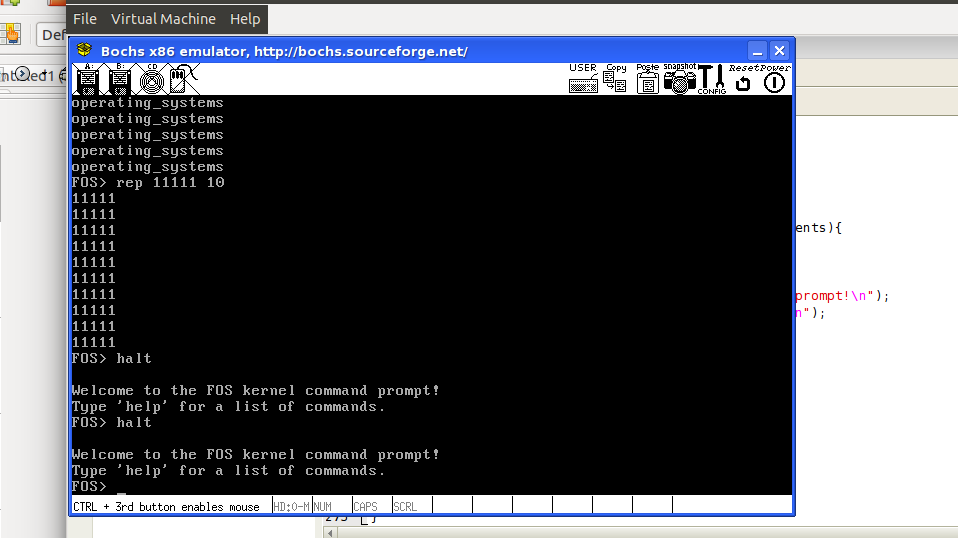 File Virtual Machine Help
Def
Bochs x86 emulator, http://bochs.sourceforge.net/
A: B: CD USER Copy Paste snapshot CONFIG Reset Power
operating_systems
operating_systems
operating_systems
operating_systems
operating_systems
FOS> rep 11111 10
11111
11111
11111
11111
11111
11111
11111
11111
11111
11111
FOS> halt
Welcome to the FOS kernel command prompt!
Type 'help' for a list of commands.
FOS> halt
Welcome to the FOS kernel command prompt!
Type 'help' for a list of commands.
FOS> _
CTRL + 3rd button enables mouse HD:0-M NUM CAPS SCRL
ents){
prompt!\n");
n");